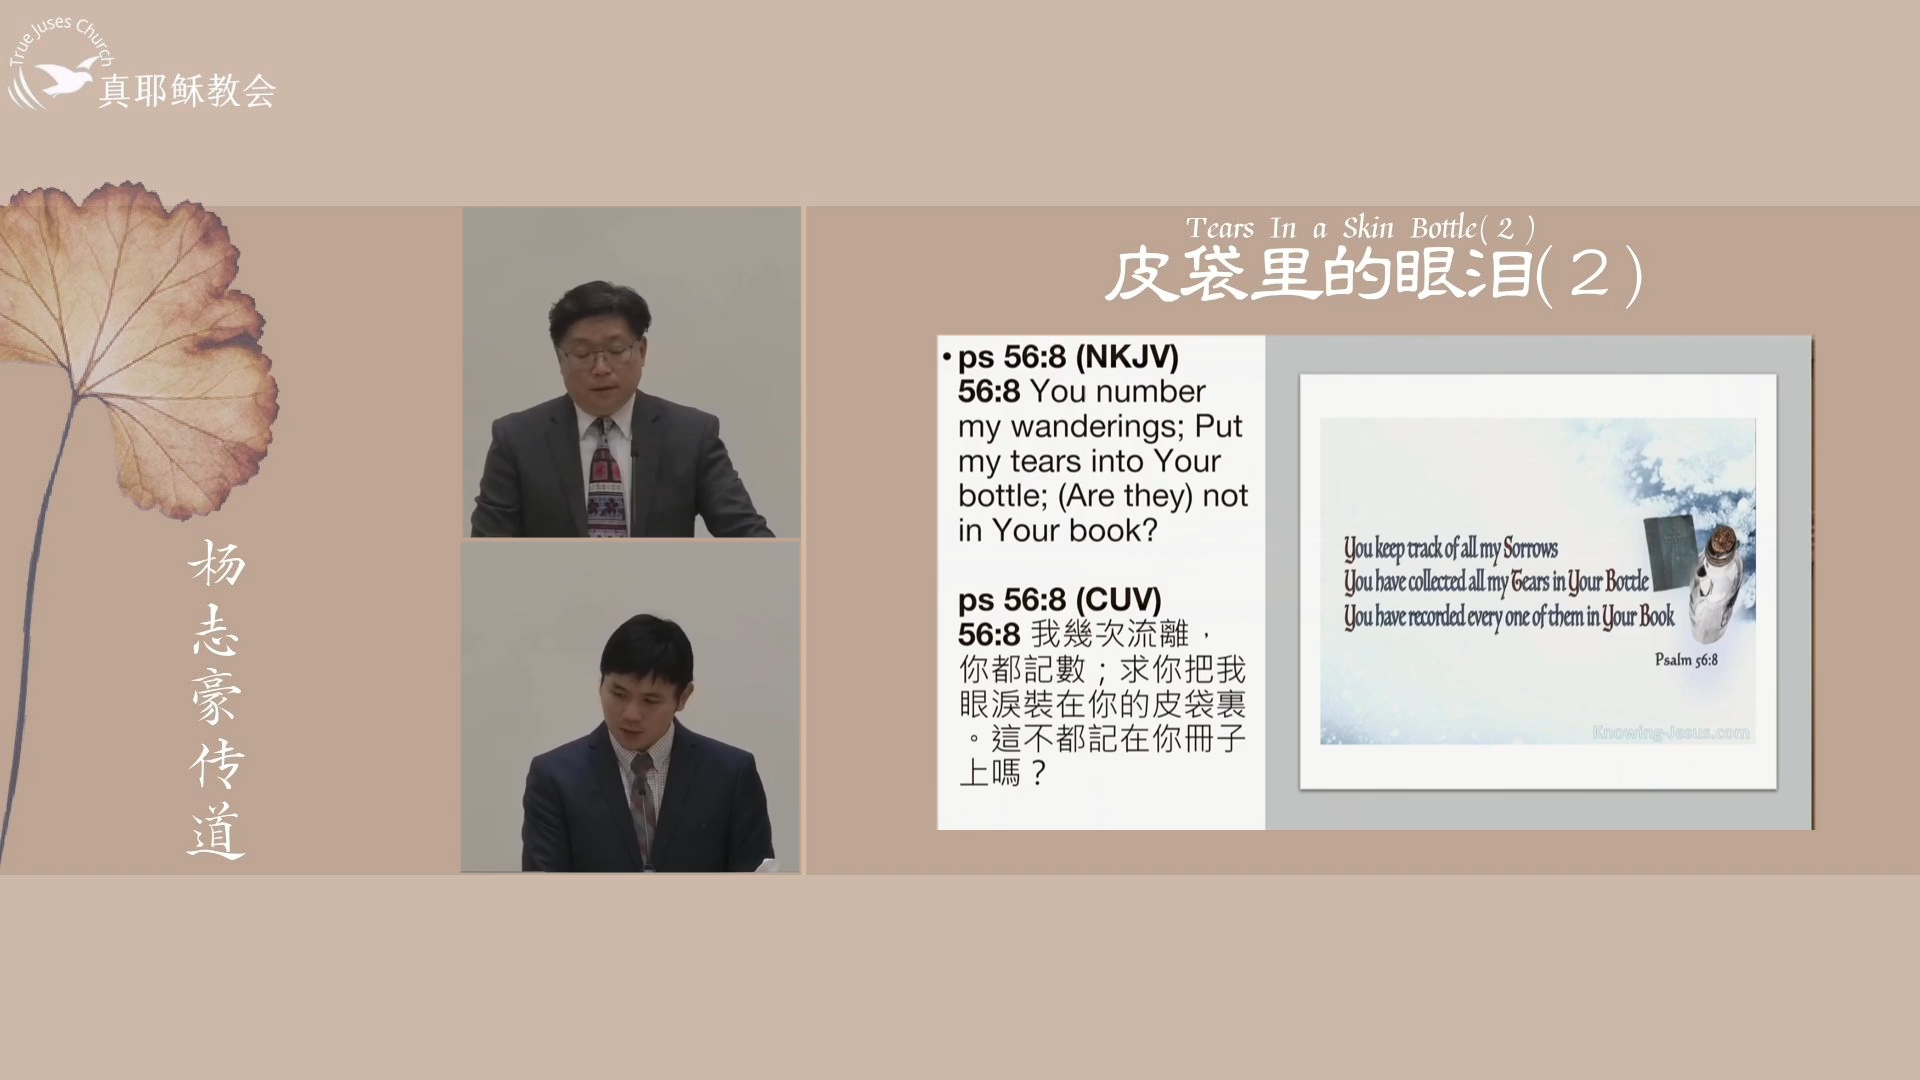 True Juses Church
真耶稣教会
杨志豪传道
Tears In a Skin Bottle( 2 )
皮袋里的眼泪( 2 )
• ps 56:8 (NKJV)
56:8 You number
my wanderings; Put
my tears into Your
bottle; (Are they) not
in Your book?
ps 56:8 (CUV)
56:8 我幾次流離，
你都記數；求你把我
眼淚裝在你的皮袋裏
。這不都記在你冊子
上嗎？
You keep track of all my Sorrows
You have collected all my Tears in Your Bottle
You have recorded every one of them in Your Book
Psalm 56:8
Knowing-Jesus.com